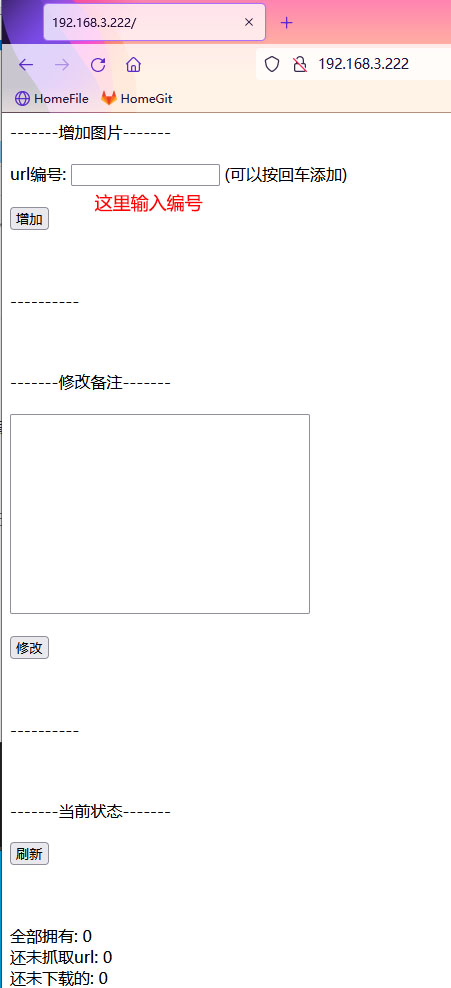 192.168.3.222/
192.168.3.222
HomeFile HomeGit
-------增加图片-------
url编号: (可以按回车添加)
这里输入编号
增加
----------
-------修改备注-------
修改
----------
-------当前状态-------
刷新
全部拥有: 0
还未抓取url: 0
还未下载的: 0